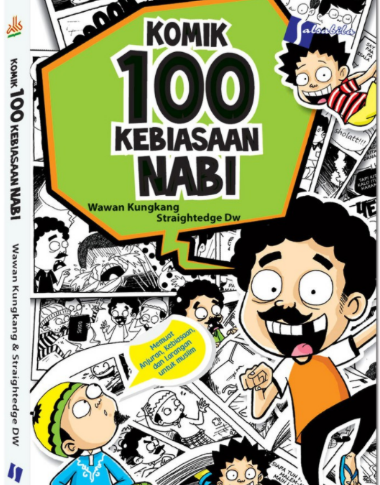 KOMIK
100
KEBIASAAN
NABI
Wawan Kungkang
Straightedge Dw
Memuat
Anjuran, Kebiasaan,
dan Larangan
untuk muslim
Salsabila
KOMIK 100 KEBIASAAN NABI
Wawan Kungkang & Straightedge DW